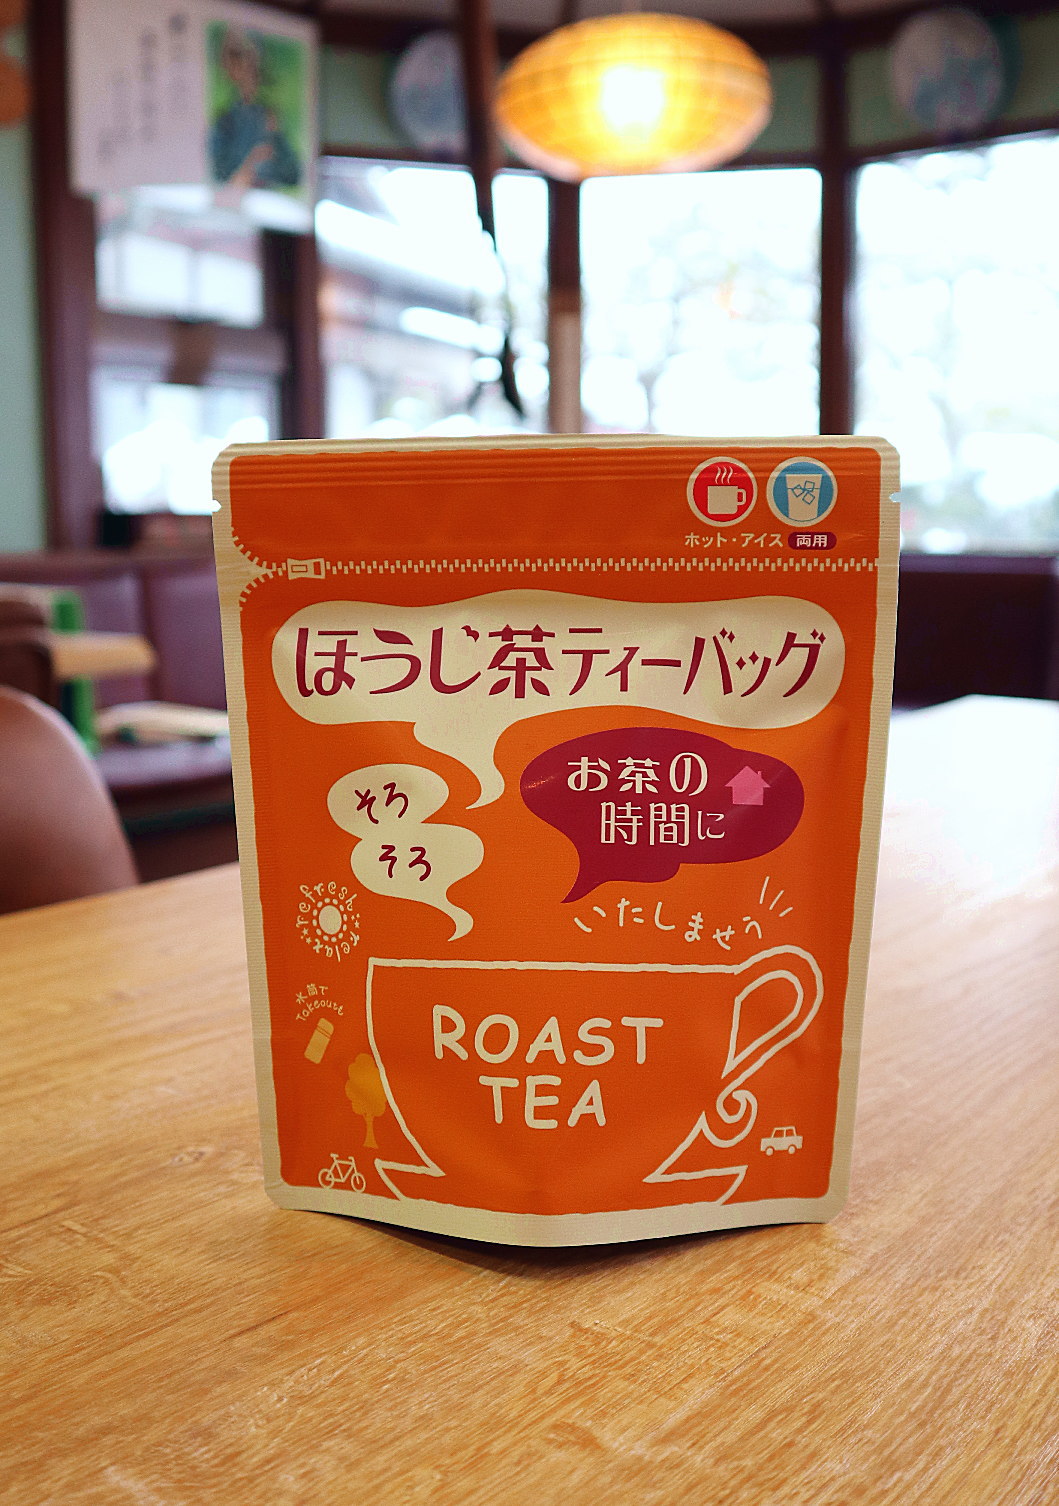 ホット・アイス 両用
ほうじ茶ティーバッグ
そろ
そろ
お茶の
時間に
いたしませう
refresh
relax
水筒で
Takeout
ROAST
TEA